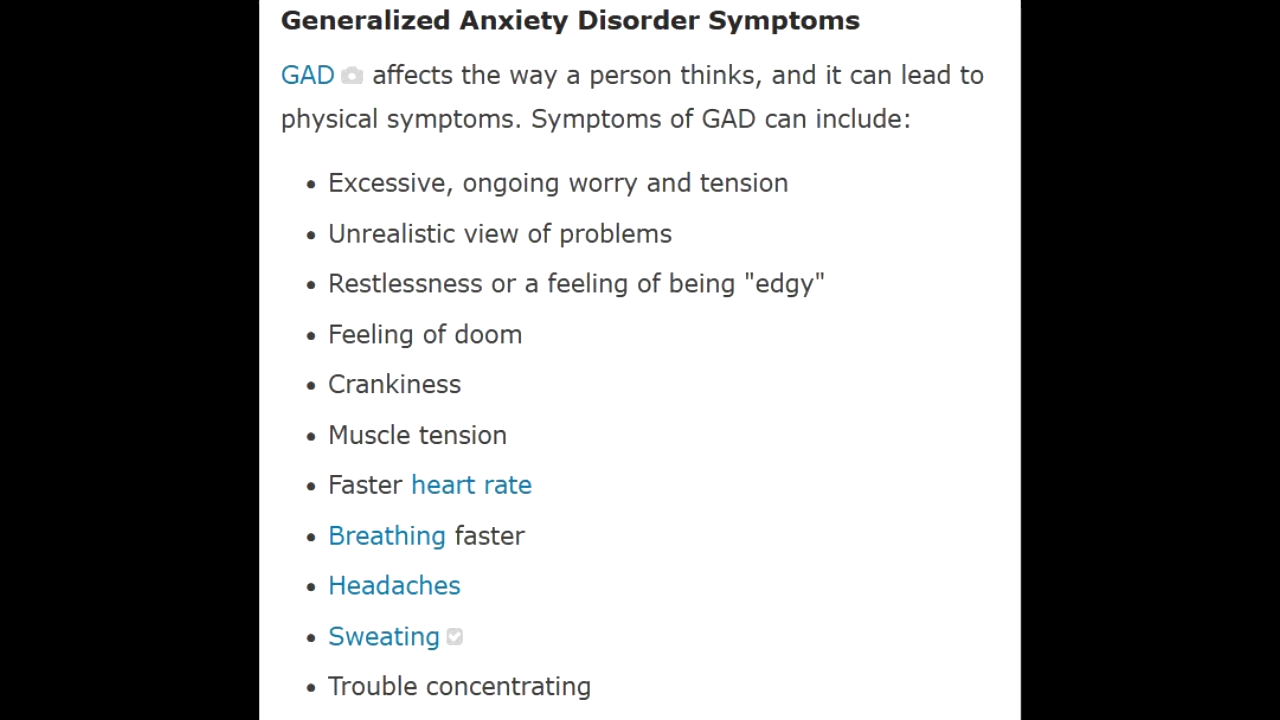 Generalized Anxiety Disorder Symptoms
GAD affects the way a person thinks, and it can lead to
physical symptoms. Symptoms of GAD can include:
• Excessive, ongoing worry and tension
• Unrealistic view of problems
• Restlessness or a feeling of being "edgy"
• Feeling of doom
• Crankiness
• Muscle tension
• Faster heart rate
• Breathing faster
• Headaches
• Sweating
• Trouble concentrating